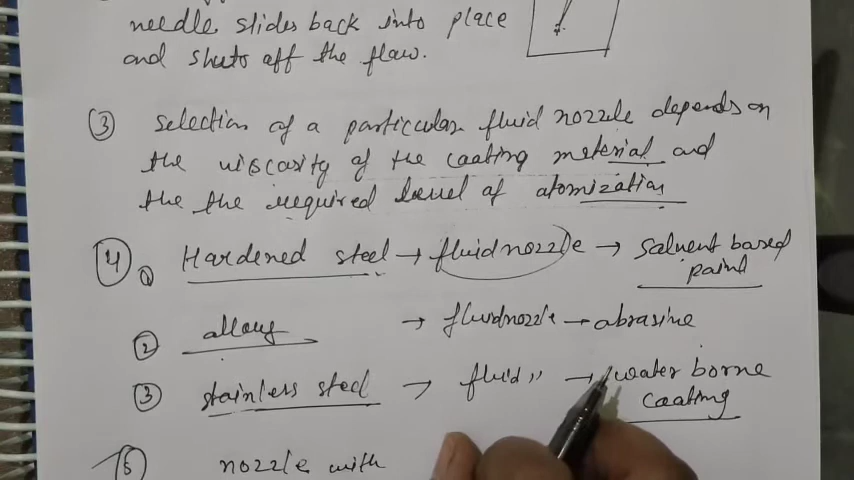 needle slides back into place
and shuts off the flow.
③ selection of a particular fluid nozzle depends on
the viscosity of the coating material and
the the required level of atomization
④ ① Hardened steel → fluid nozzle → solvent based
paint
② alloy → fluid nozzle → abrasive
③ stainless steel → fluid " → water borne
coating
⑤ nozzle with